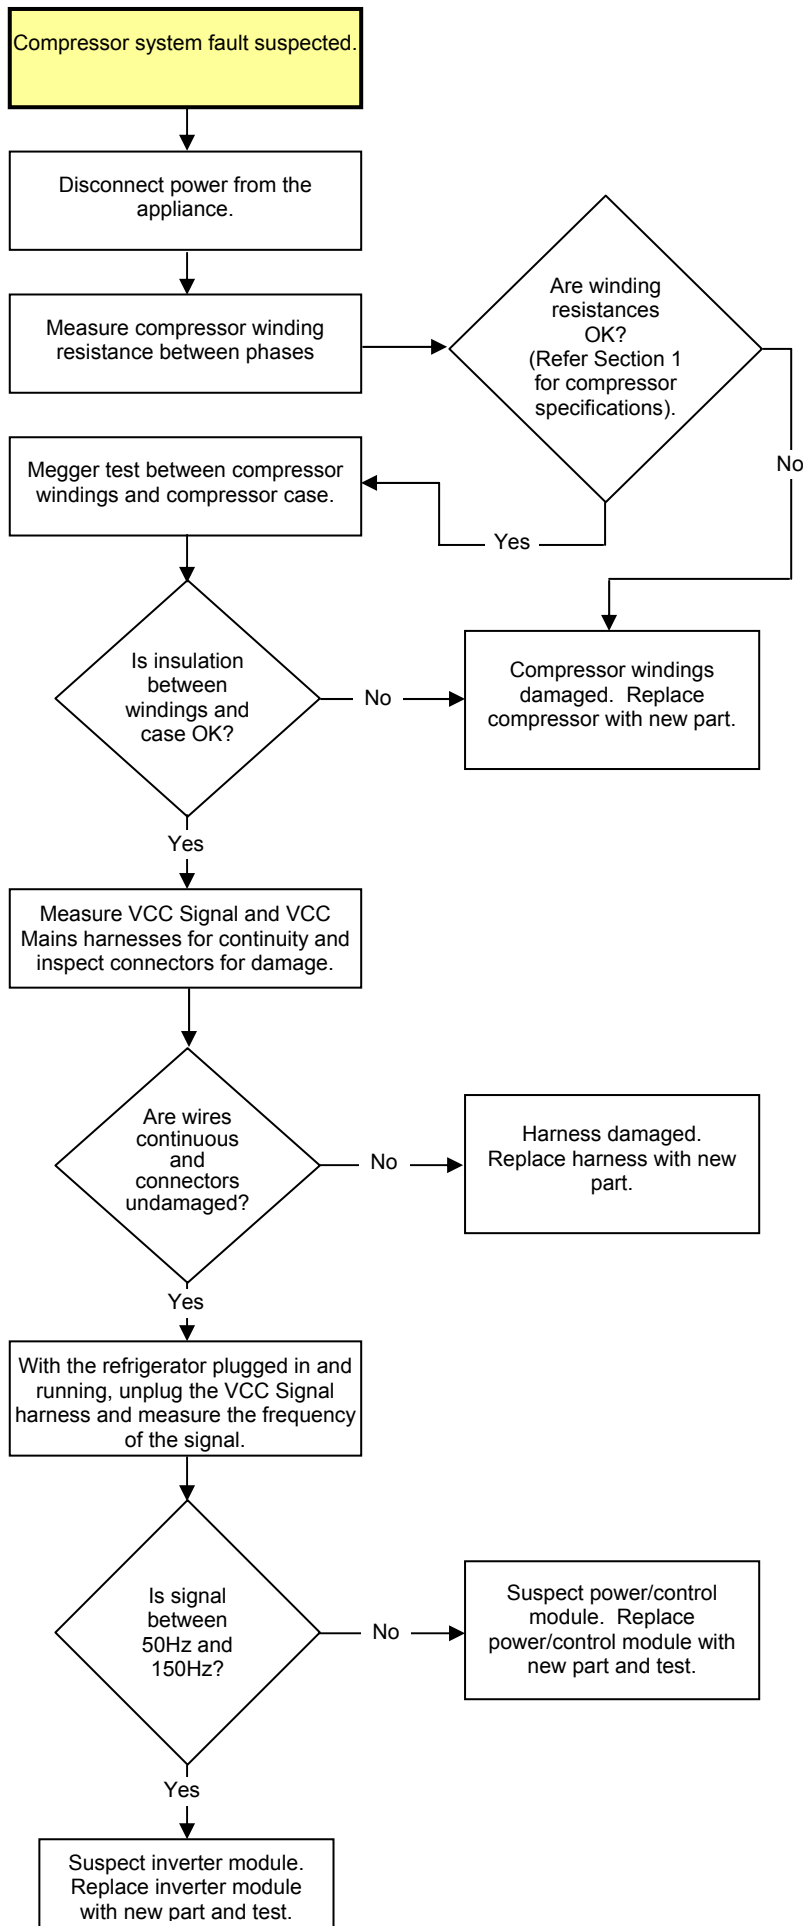 Compressor system fault suspected.
Disconnect power from the
appliance.
Measure compressor winding
resistance between phases
Are winding
resistances
OK?
(Refer Section 1
for compressor
specifications).
No
Yes
Megger test between compressor
windings and compressor case.
Is insulation
between
windings and
case OK?
No
Compressor windings
damaged.  Replace
compressor with new part.
Yes
Measure VCC Signal and VCC
Mains harnesses for continuity and
inspect connectors for damage.
Are wires
continuous
and
connectors
undamaged?
No
Harness damaged.
Replace harness with new
part.
Yes
With the refrigerator plugged in and
running, unplug the VCC Signal
harness and measure the frequency
of the signal.
Is signal
between
50Hz and
150Hz?
No
Suspect power/control
module.  Replace
power/control module with
new part and test.
Yes
Suspect inverter module.
Replace inverter module
with new part and test.